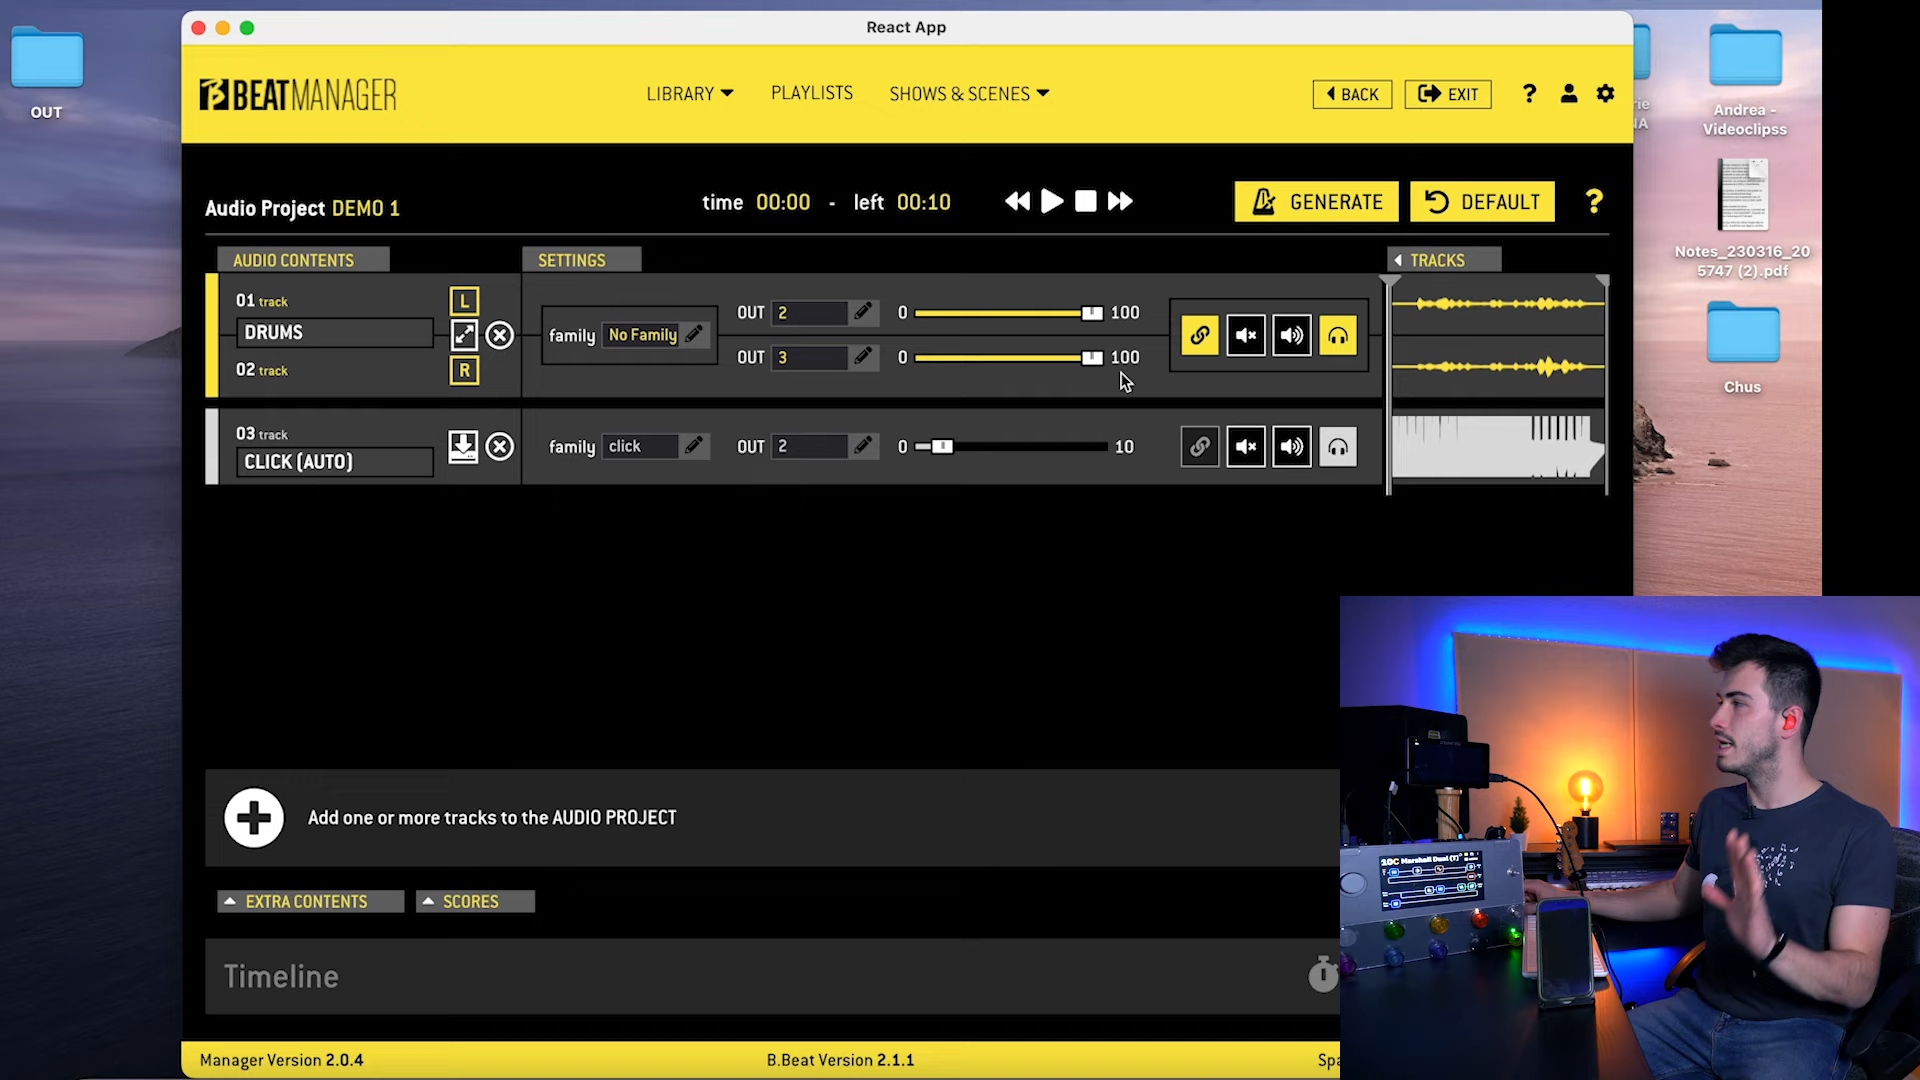 React App
OUT
BEATMANAGER
LIBRARY
PLAYLISTS
SHOWS & SCENES
BACK
EXIT
?
Andrea -
Videoclipss
Audio Project DEMO 1
time 00:00 - left 00:10
GENERATE
DEFAULT
?
Notes_230316_20
5747 (2).pdf
AUDIO CONTENTS
SETTINGS
TRACKS
01 track
L
DRUMS
02 track
R
family No Family
OUT 2
0
100
OUT 3
0
100
Chus
03 track
CLICK (AUTO)
family click
OUT 2
0
10
Add one or more tracks to the AUDIO PROJECT
EXTRA CONTENTS
SCORES
Timeline
10C Marshall Dual (T)
Manager Version 2.0.4
B.Beat Version 2.1.1